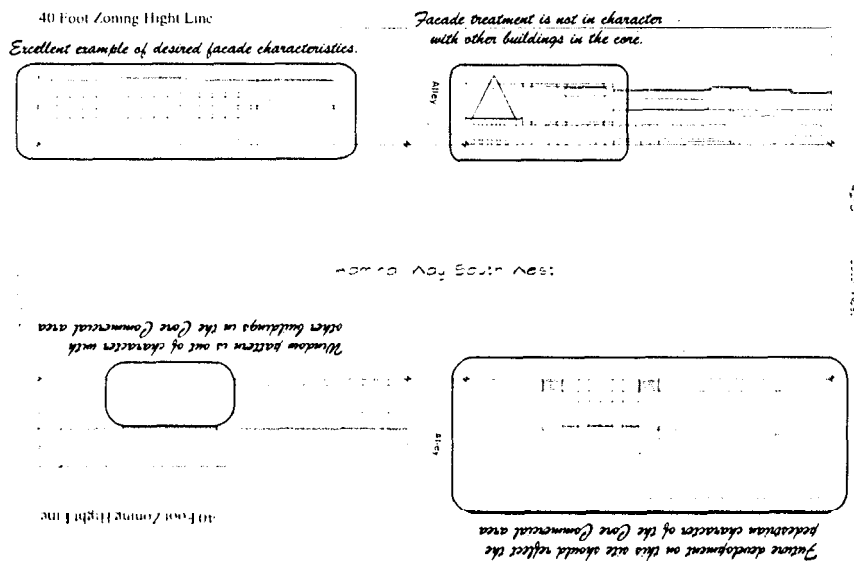 40 Foot Zoning Hight Line
Facade treatment is not in character
with other buildings in the core.
Excellent example of desired facade characteristics.
Alley
Way South West
Window pattern is out of character with
other buildings in the Core Commercial area
Alley
40 Foot Zoning Hight Line
Future development on this site should reflect the
pedestrian character of the Core Commercial area